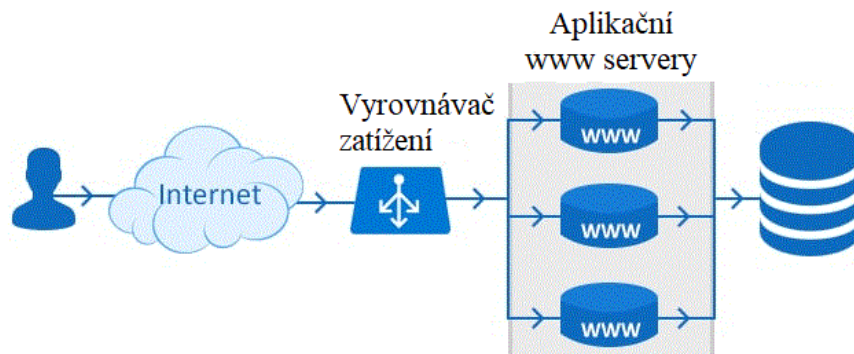 Aplikační
www servery
Vyrovnávač
zatížení
Internet
www
www
www